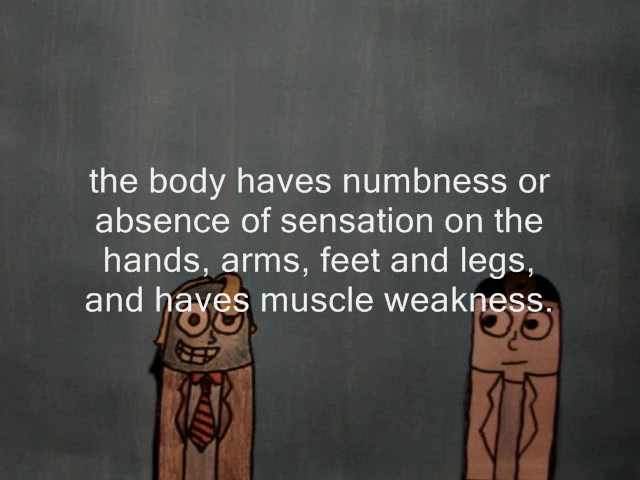 the body haves numbness or
absence of sensation on the
hands, arms, feet and legs,
and haves muscle weakness.